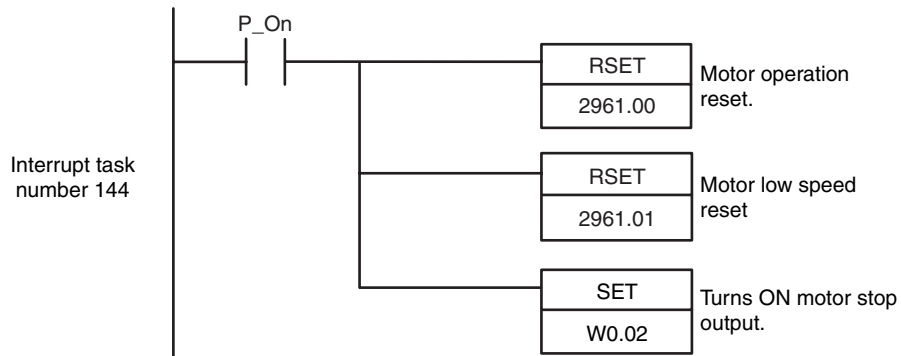 P_On
RSET
2961.00
Motor operation
reset.
Interrupt task
number 144
RSET
2961.01
Motor low speed
reset
SET
W0.02
Turns ON motor stop
output.